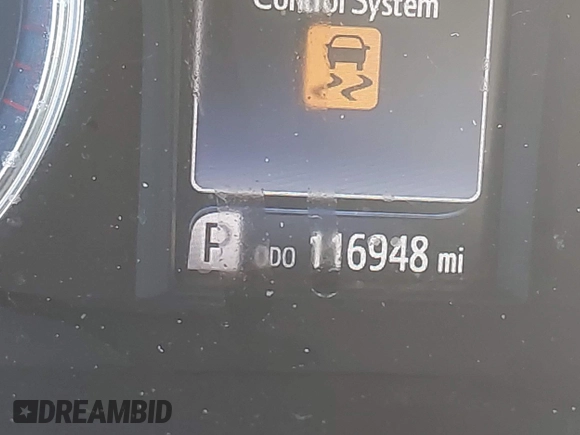 Control System
P ODO 116948 mi
DREAMBID